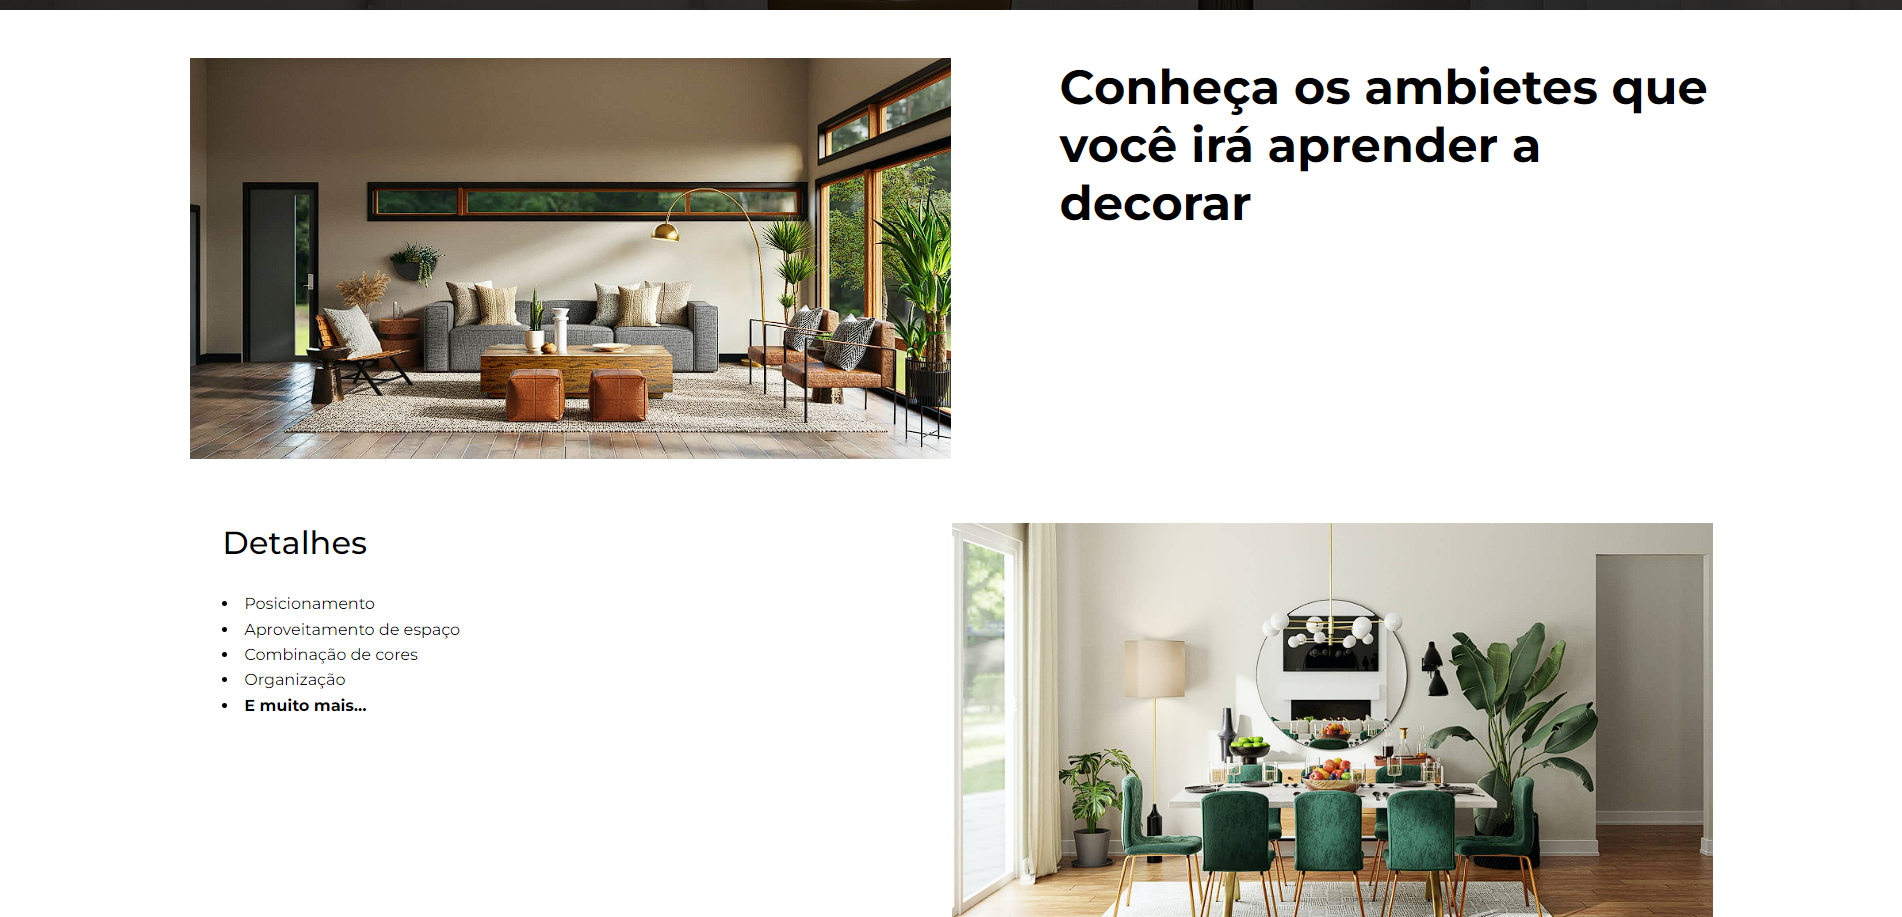 Conheça os ambietes que
você irá aprender a
decorar
Detalhes
Posicionamento
Aproveitamento de espaço
Combinação de cores
Organização
E muito mais...